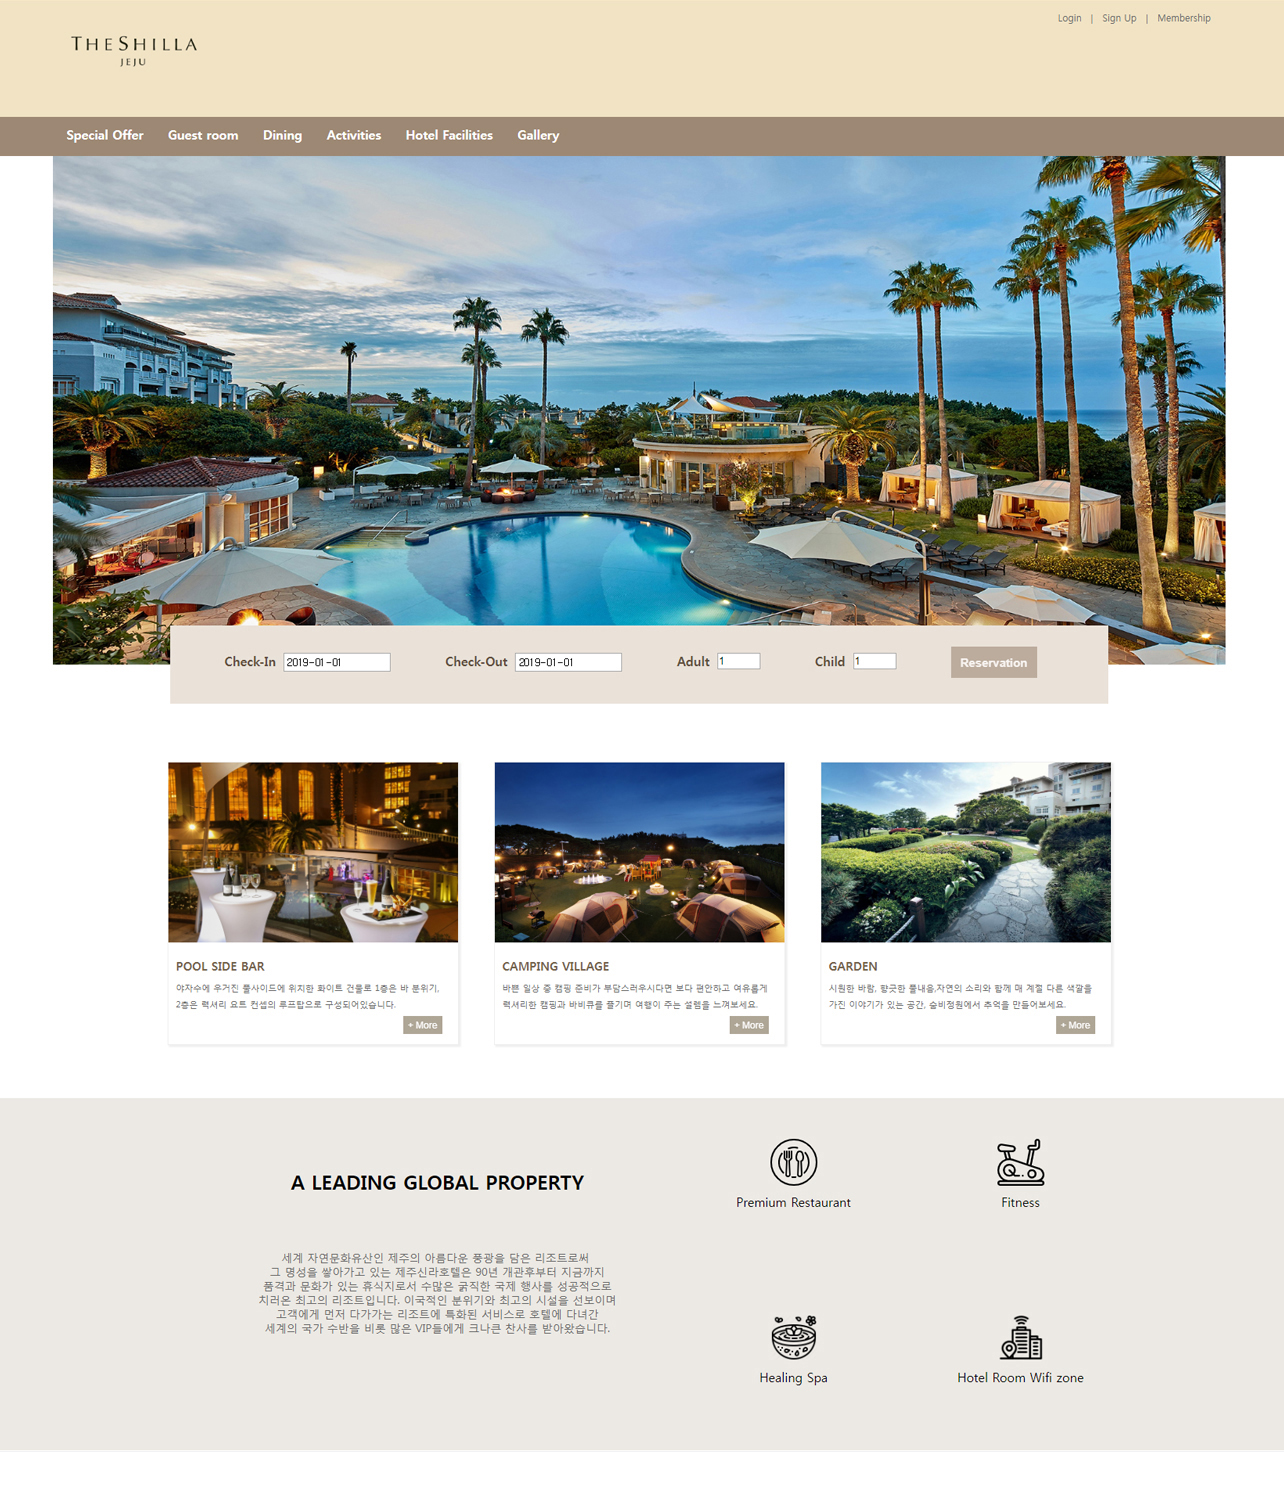 Login | Sign Up | Membership
THE SHILLA
JEJU
Special Offer Guest room Dining Activities Hotel Facilities Gallery
Check-In 2019-01-01 Check-Out 2019-01-01 Adult 1 Child 1 Reservation
POOL SIDE BAR
야자수에 우거진 풀사이드에 위치한 화이트 건물로 1층은 바 분위기,
2층은 럭셔리 요트 컨셉의 루프탑으로 구성되어있습니다.
+ More
CAMPING VILLAGE
바쁜 일상 중 캠핑 준비가 부담스러우시다면 보다 편안하고 여유롭게
럭셔리한 캠핑과 바비큐를 즐기며 여행이 주는 설렘을 느껴보세요.
+ More
GARDEN
시원한 바람, 향긋한 풀내음,자연의 소리와 함께 매 계절 다른 색깔을
가진 이야기가 있는 공간, 숨비정원에서 추억을 만들어보세요.
+ More
A LEADING GLOBAL PROPERTY
세계 자연문화유산인 제주의 아름다운 풍광을 담은 리조트로써
그 명성을 쌓아가고 있는 제주신라호텔은 90년 개관후부터 지금까지
품격과 문화가 있는 휴식지로서 수많은 굵직한 국제 행사를 성공적으로
치러온 최고의 리조트입니다. 이국적인 분위기와 최고의 시설을 선보이며
고객에게 먼저 다가가는 리조트에 특화된 서비스로 호텔에 다녀간
세계의 국가 수반을 비롯 많은 VIP들에게 크나큰 찬사를 받아왔습니다.
Premium Restaurant
Fitness
Healing Spa
Hotel Room Wifi zone